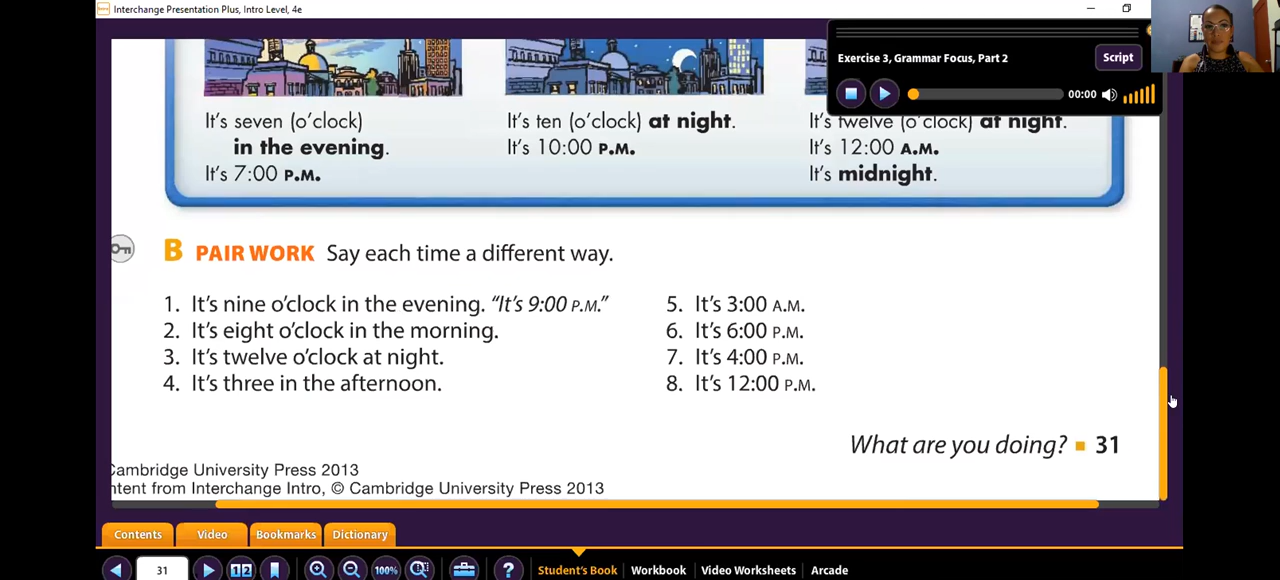 Interchange Presentation Plus, Intro Level, 4e
Exercise 3, Grammar Focus, Part 2
Script
00:00
It's seven (o'clock)
in the evening.
It's 7:00 P.M.
It's ten (o'clock) at night.
It's 10:00 P.M.
It's twelve (o'clock) at night.
It's 12:00 A.M.
It's midnight.
B PAIR WORK Say each time a different way.
1. It's nine o'clock in the evening. "It's 9:00 P.M."
2. It's eight o'clock in the morning.
3. It's twelve o'clock at night.
4. It's three in the afternoon.
5. It's 3:00 A.M.
6. It's 6:00 P.M.
7. It's 4:00 P.M.
8. It's 12:00 P.M.
What are you doing? ■ 31
Cambridge University Press 2013
ntent from Interchange Intro, © Cambridge University Press 2013
Contents Video Bookmarks Dictionary
31 12 100% ? Student's Book Workbook Video Worksheets Arcade